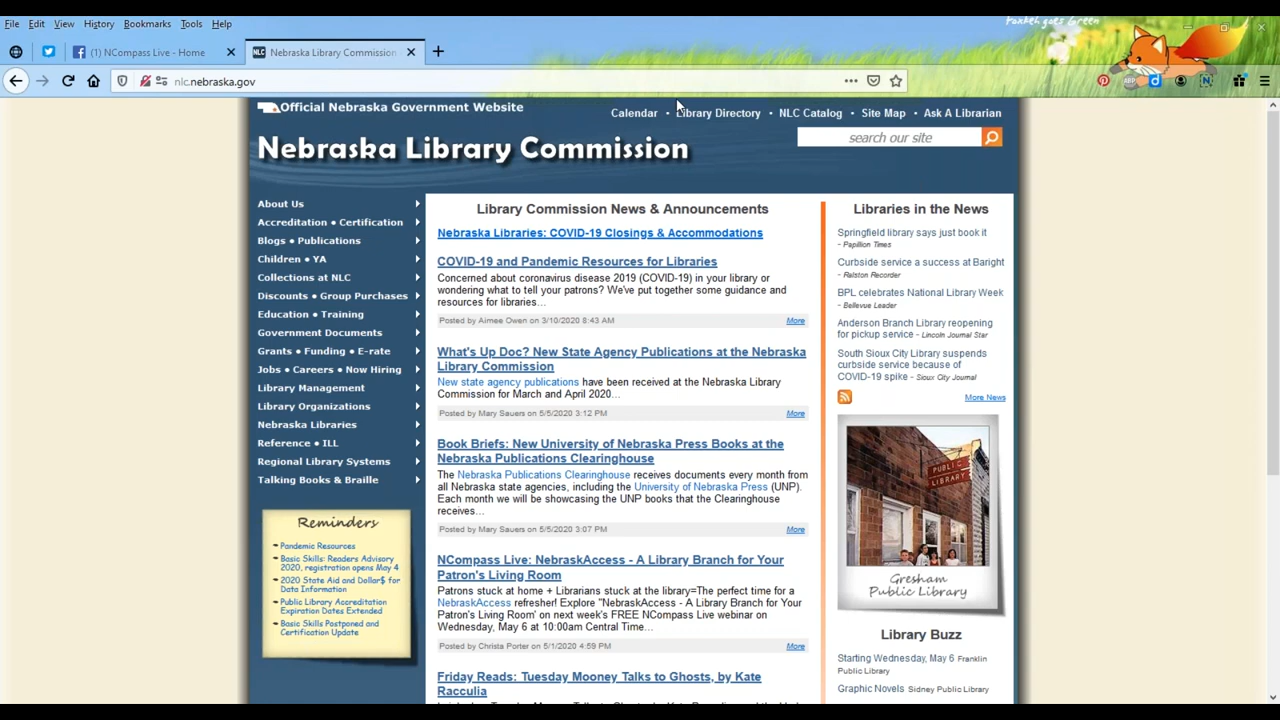 File Edit View History Bookmarks Tools Help
(1) NCompass Live - Home
NLC Nebraska Library Commission
nlc.nebraska.gov
Official Nebraska Government Website
Calendar • Library Directory • NLC Catalog • Site Map • Ask A Librarian
Nebraska Library Commission
search our site
About Us
Accreditation • Certification
Blogs • Publications
Children • YA
Collections at NLC
Discounts • Group Purchases
Education • Training
Government Documents
Grants • Funding • E-rate
Jobs • Careers • Now Hiring
Library Management
Library Organizations
Nebraska Libraries
Reference • ILL
Regional Library Systems
Talking Books & Braille
Reminders
Pandemic Resources
Basic Skills: Readers Advisory
2020, registration opens May 4
2020 State Aid and Dollar$ for
Data Information
Public Library Accreditation
Expiration Dates Extended
Basic Skills Postponed and
Certification Update
Library Commission News & Announcements
Nebraska Libraries: COVID-19 Closings & Accommodations
COVID-19 and Pandemic Resources for Libraries
Concerned about coronavirus disease 2019 (COVID-19) in your library or
wondering what to tell your patrons? We've put together some guidance and
resources for libraries...
Posted by Aimee Owen on 3/10/2020 8:43 AM More
What's Up Doc? New State Agency Publications at the Nebraska
Library Commission
New state agency publications have been received at the Nebraska Library
Commission for March and April 2020...
Posted by Mary Sauers on 5/5/2020 3:12 PM More
Book Briefs: New University of Nebraska Press Books at the
Nebraska Publications Clearinghouse
The Nebraska Publications Clearinghouse receives documents every month from
all Nebraska state agencies, including the University of Nebraska Press (UNP).
Each month we will be showcasing the UNP books that the Clearinghouse
receives...
Posted by Mary Sauers on 5/5/2020 3:07 PM More
NCompass Live: NebraskAccess - A Library Branch for Your
Patron's Living Room
Patrons stuck at home + Librarians stuck at the library=The perfect time for a
NebraskAccess refresher! Explore "NebraskAccess - A Library Branch for Your
Patron's Living Room' on next week's FREE NCompass Live webinar on
Wednesday, May 6 at 10:00am Central Time...
Posted by Christa Porter on 5/1/2020 4:59 PM More
Friday Reads: Tuesday Mooney Talks to Ghosts, by Kate
Racculia
Libraries in the News
Springfield library says just book it
- Papillion Times
Curbside service a success at Baright
- Ralston Recorder
BPL celebrates National Library Week
- Bellevue Leader
Anderson Branch Library reopening
for pickup service - Lincoln Journal Star
South Sioux City Library suspends
curbside service because of
COVID-19 spike - Sioux City Journal
More News
PUBLIC
LIBRARY
Gresham
Public Library
Library Buzz
Starting Wednesday, May 6 Franklin
Public Library
Graphic Novels Sidney Public Library